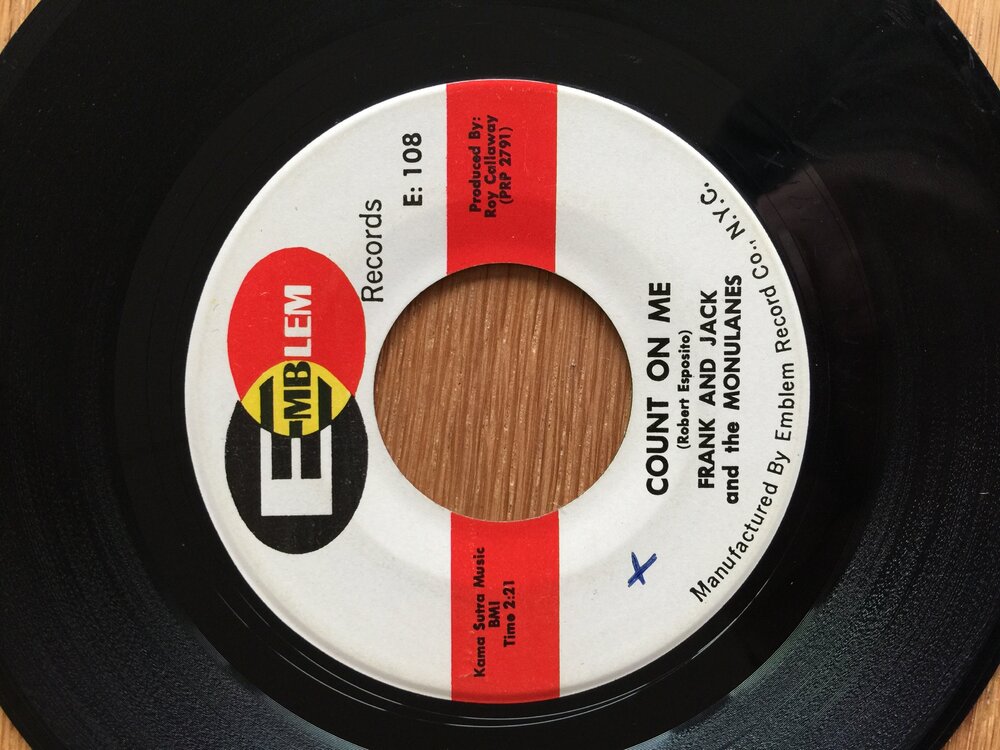 EMBLEM
Records
E: 108
Kama Sutra Music
BMI
Time 2:21
Produced By:
Roy Callaway
(PRP 2791)
COUNT ON ME
(Robert Esposito)
FRANK AND JACK
and the MONULANES
Manufactured By Emblem Record Co., N.Y.C.